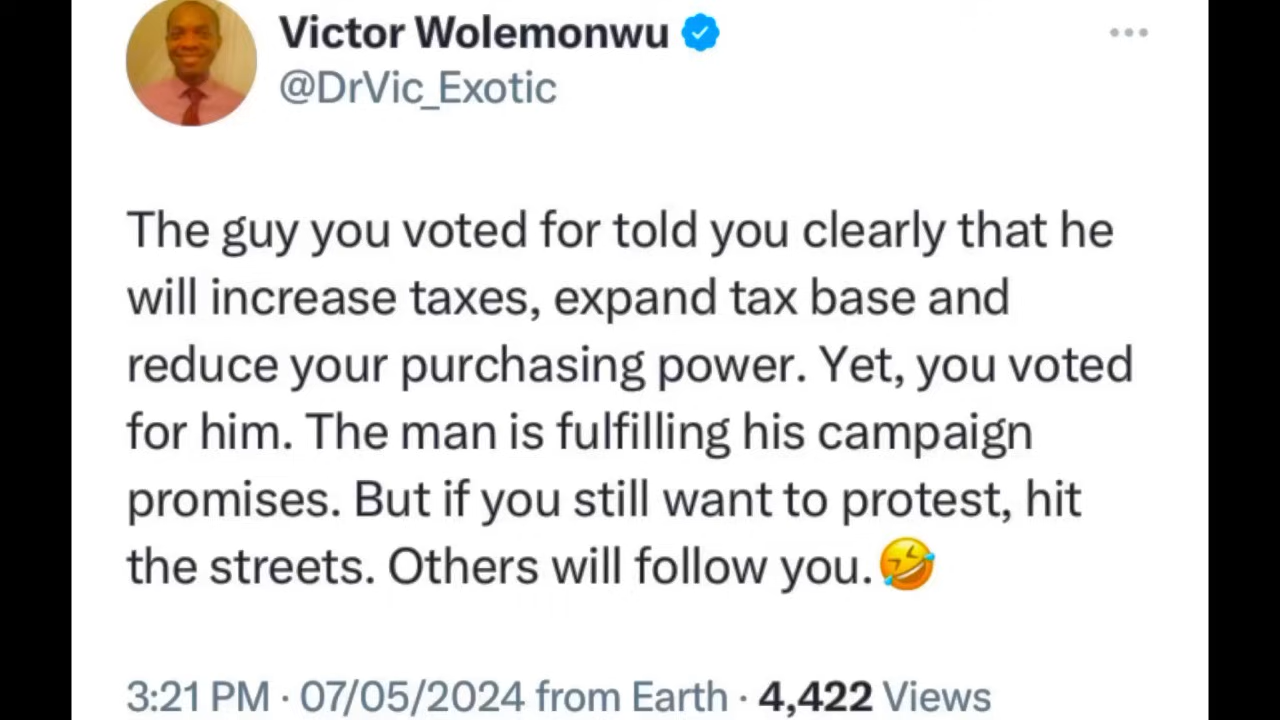 Victor Wolemonwu
@DrVic_Exotic
The guy you voted for told you clearly that he
will increase taxes, expand tax base and
reduce your purchasing power. Yet, you voted
for him. The man is fulfilling his campaign
promises. But if you still want to protest, hit
the streets. Others will follow you.🤣
3:21 PM · 07/05/2024 from Earth · 4,422 Views